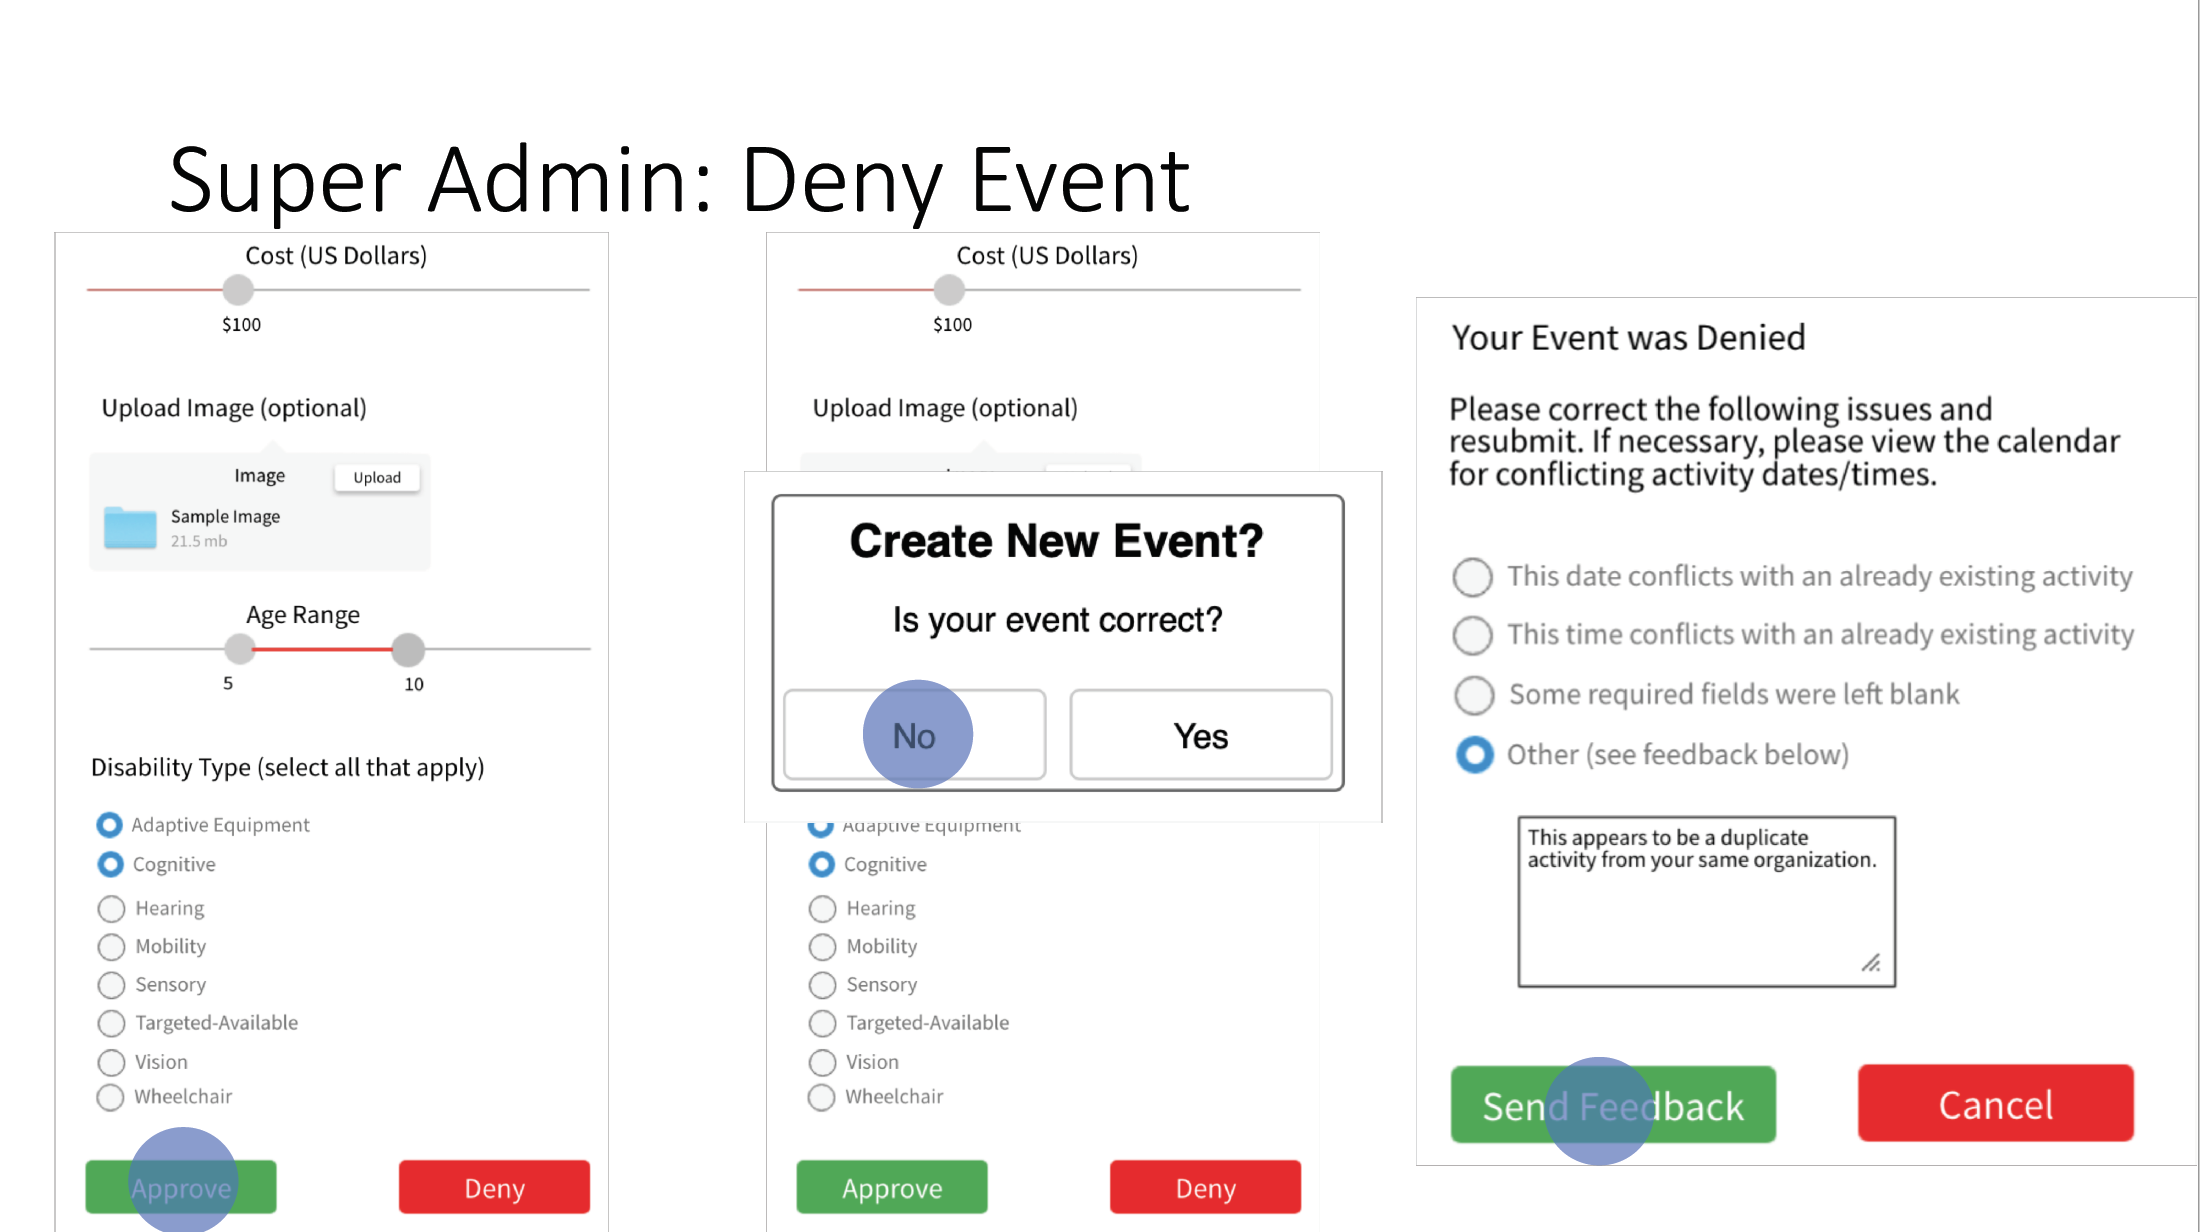 Super Admin: Deny Event
Cost (US Dollars)
$100
Upload Image (optional)
Image
Upload
Sample Image
21.5 mb
Age Range
5
10
Disability Type (select all that apply)
Adaptive Equipment
Cognitive
Hearing
Mobility
Sensory
Targeted-Available
Vision
Wheelchair
Approve
Deny
Cost (US Dollars)
$100
Upload Image (optional)
Create New Event?
Is your event correct?
No
Yes
Adaptive Equipment
Cognitive
Hearing
Mobility
Sensory
Targeted-Available
Vision
Wheelchair
Approve
Deny
Your Event was Denied
Please correct the following issues and
resubmit. If necessary, please view the calendar
for conflicting activity dates/times.
This date conflicts with an already existing activity
This time conflicts with an already existing activity
Some required fields were left blank
Other (see feedback below)
This appears to be a duplicate
activity from your same organization.
Send Feedback
Cancel